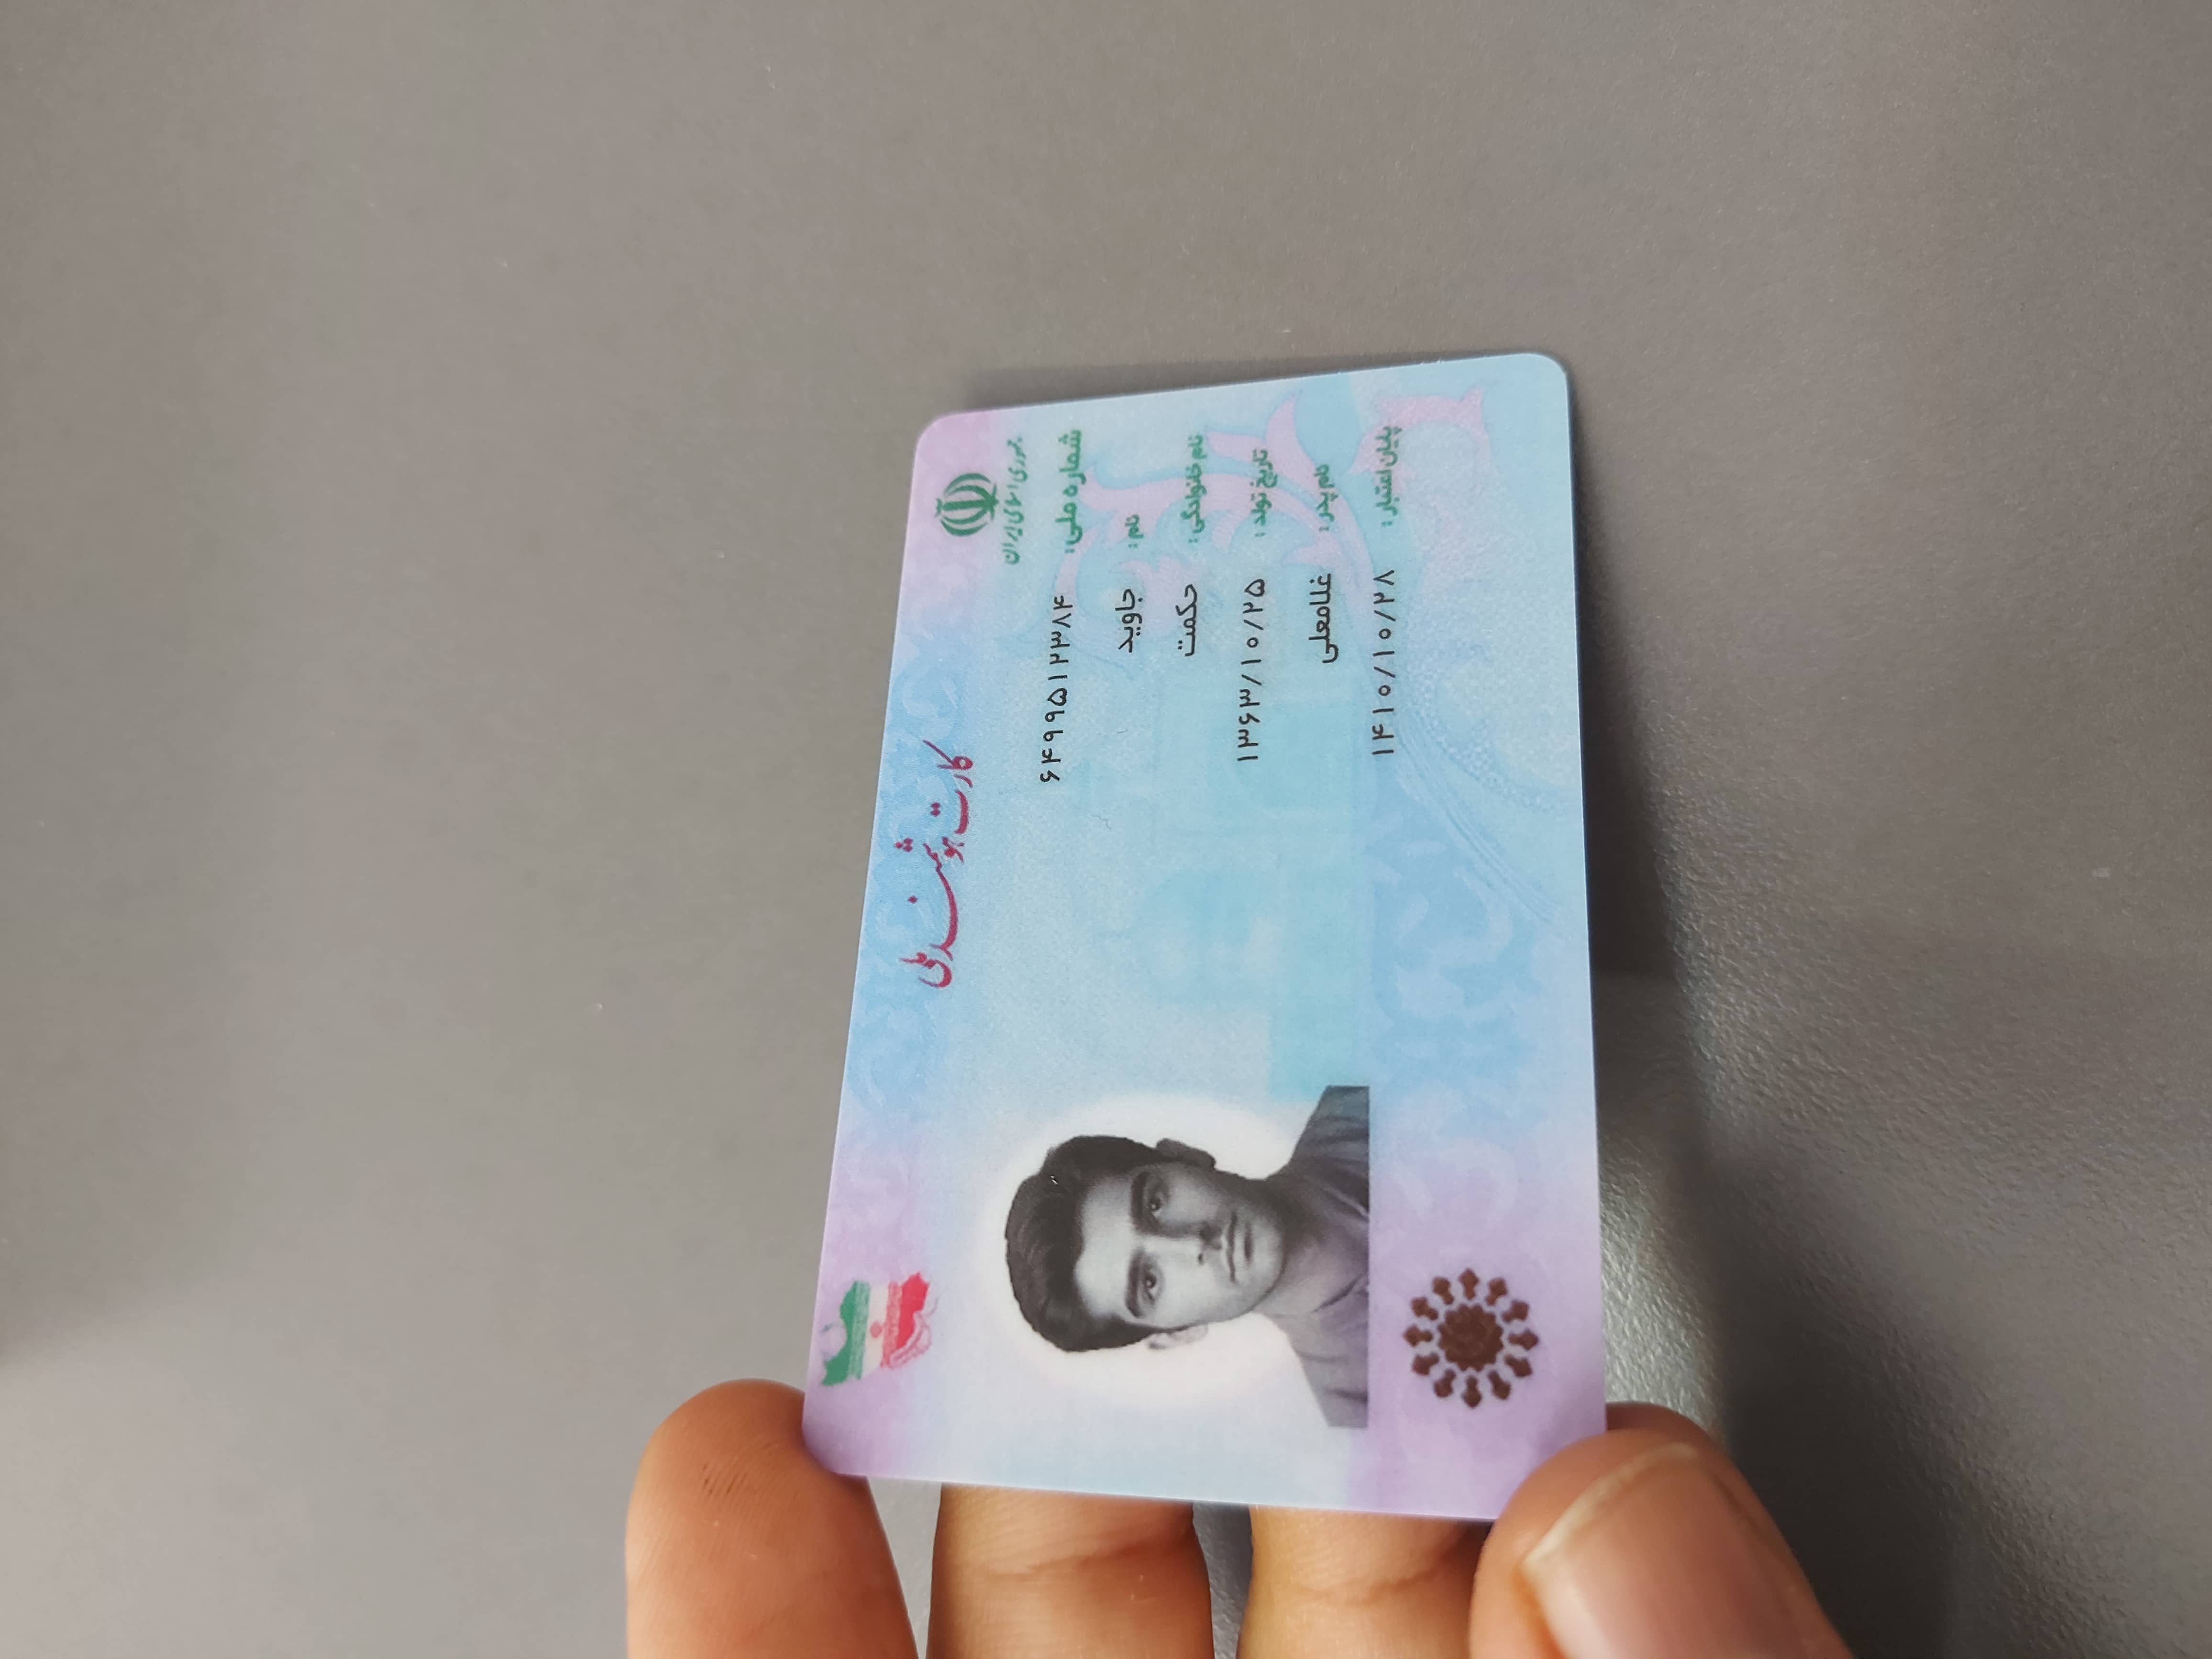 کارت هوشمند ملی
جمهوری اسلامی ایران
شماره ملی: ۶۴۹۹۵۱۲۳۸۴
نام: جاوید
نام خانوادگی: حکمت
تاریخ تولد: ۱۳۶۳/۱۰/۲۵
نام پدر: غلامعلی
پایان اعتبار: ۱۴۱۰/۱۰/۲۸